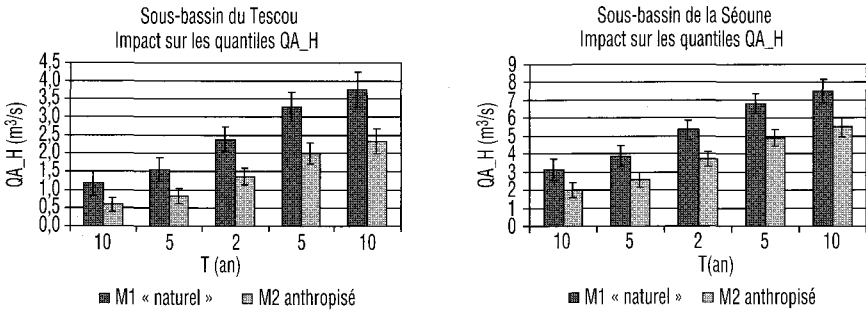 Sous-bassin du Tescou
Impact sur les quantiles QA_H
QA_H (m³/s)
4,5
4,0
3,5
3,0
2,5
2,0
1,5
1,0
0,5
0,0
10 5 2 5 10
T (an)
M1 « naturel » M2 anthropisé
Sous-bassin de la Séoune
Impact sur les quantiles QA_H
QA_H (m³/s)
9
8
7
6
5
4
3
2
1
0
10 5 2 5 10
T(an)
M1 « naturel » M2 anthropisé